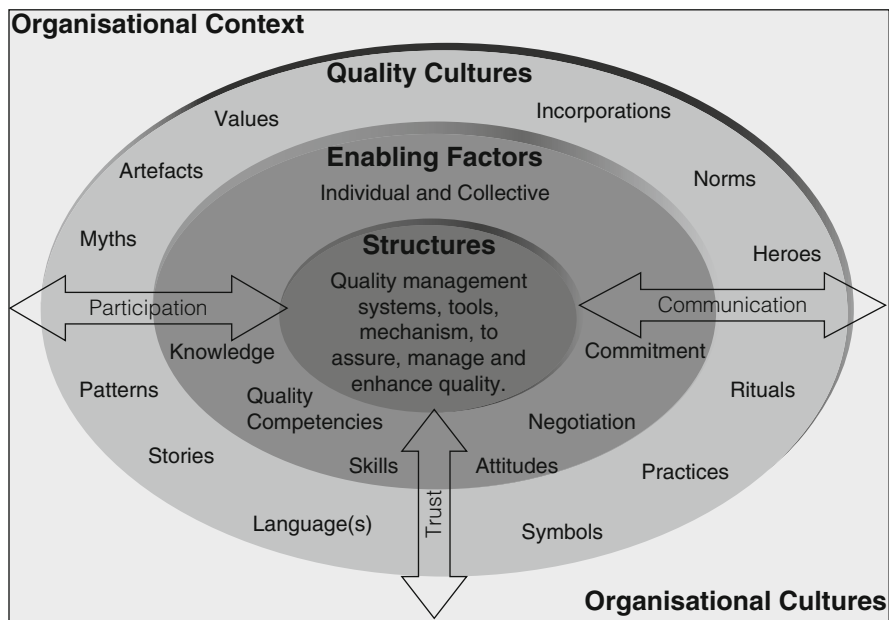 Organisational Context
Quality Cultures
Values
Incorporations
Artefacts
Enabling Factors
Norms
Individual and Collective
Myths
Structures
Heroes
Quality management
systems, tools,
mechanism, to
assure, manage and
enhance quality.
Participation
Communication
Knowledge
Commitment
Patterns
Rituals
Quality
Competencies
Negotiation
Stories
Skills
Attitudes
Practices
Trust
Language(s)
Symbols
Organisational Cultures